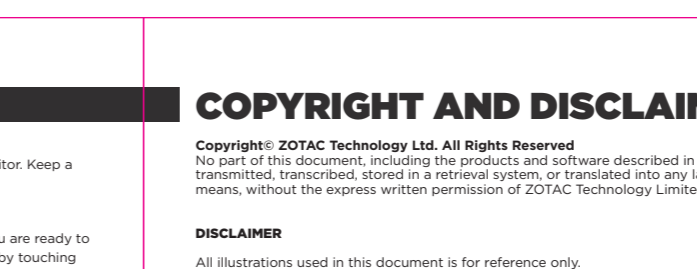 itor. Keep a
u are ready to
by touching
COPYRIGHT AND DISCLAI
Copyright© ZOTAC Technology Ltd. All Rights Reserved
No part of this document, including the products and software described in
transmitted, transcribed, stored in a retrieval system, or translated into any
means, without the express written permission of ZOTAC Technology Limite
DISCLAIMER
All illustrations used in this document is for reference only.